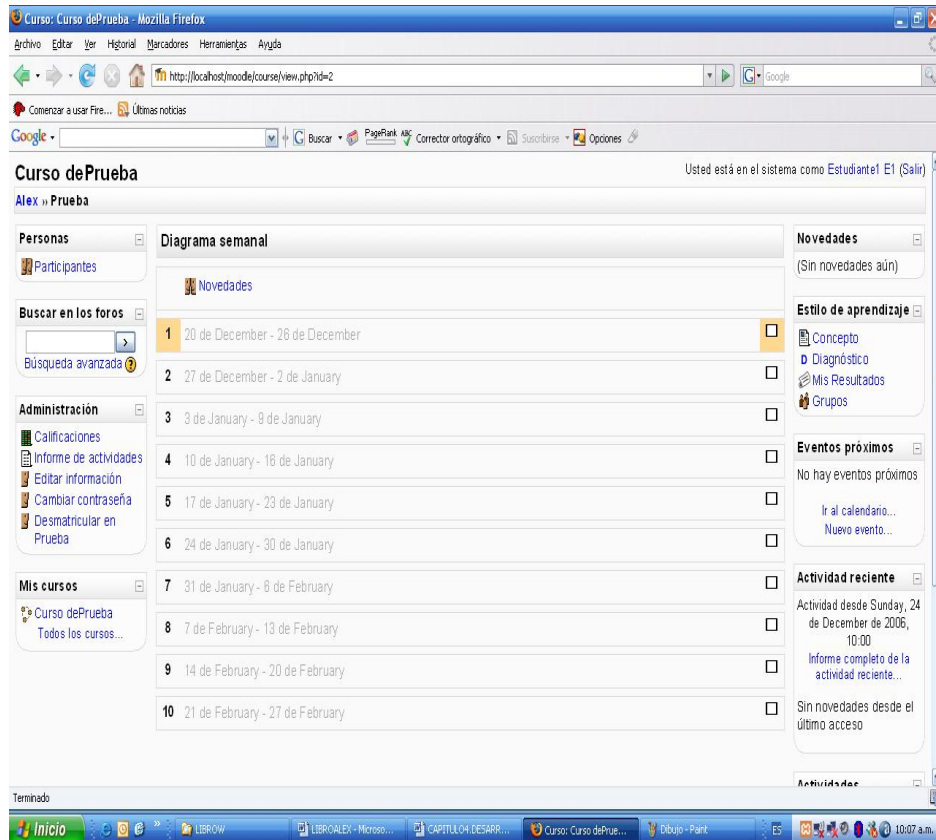 Curso: Curso dePrueba - Mozilla Firefox
Archivo Editar Ver Historial Marcadores Herramientas Ayuda
http://localhost/moodle/course/view.php?id=2
G Google
Comenzar a usar Fire... Últimas noticias
Google Buscar PageRank ABC Corrector ortográfico Suscribirse Opciones
Curso dePrueba
Usted está en el sistema como Estudiante1 E1 (Salir)
Alex » Prueba
Personas
Participantes
Buscar en los foros
Búsqueda avanzada ?
Administración
Calificaciones
Informe de actividades
Editar información
Cambiar contraseña
Desmatricular en
Prueba
Mis cursos
Curso dePrueba
Todos los cursos...
Diagrama semanal
Novedades
1 20 de December - 26 de December
2 27 de December - 2 de January
3 3 de January - 9 de January
4 10 de January - 16 de January
5 17 de January - 23 de January
6 24 de January - 30 de January
7 31 de January - 6 de February
8 7 de February - 13 de February
9 14 de February - 20 de February
10 21 de February - 27 de February
Novedades
(Sin novedades aún)
Estilo de aprendizaje
Concepto
D Diagnóstico
Mis Resultados
Grupos
Eventos próximos
No hay eventos próximos
Ir al calendario...
Nuevo evento...
Actividad reciente
Actividad desde Sunday, 24
de December de 2006,
10:00
Informe completo de la
actividad reciente...
Sin novedades desde el
último acceso
Actividades
Terminado
Inicio
LIBROW
LIBROALEX - Microso...
CAPITULO4.DESARR...
Curso: Curso dePrue...
Dibujo - Paint
ES
10:07 a.m.